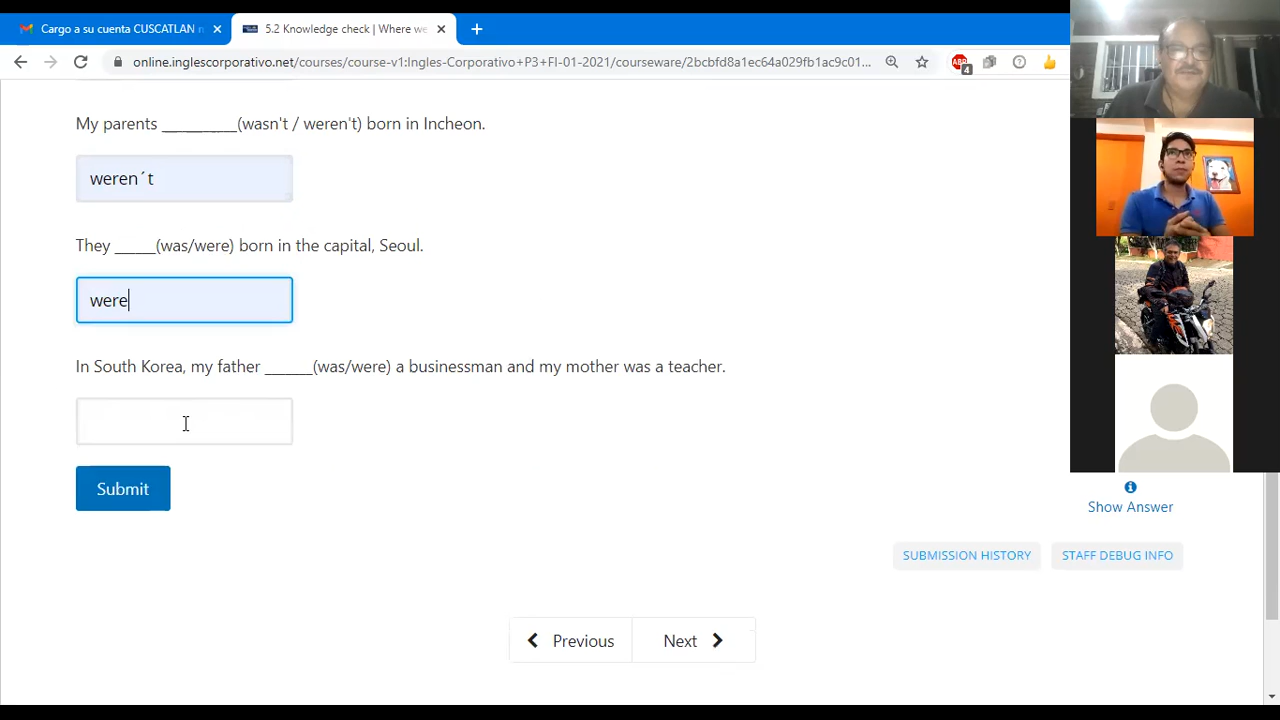 Cargo a su cuenta CUSCATLAN
5.2 Knowledge check | Where we
online.inglescorporativo.net/courses/course-v1:Ingles-Corporativo+P3+FI-01-2021/courseware/2bcbfd8a1ec64a029fb1ac9c01...
ABP
4
My parents ___________(wasn't / weren't) born in Incheon.
weren´t
They _____(was/were) born in the capital, Seoul.
were
In South Korea, my father ______(was/were) a businessman and my mother was a teacher.
Submit
Show Answer
SUBMISSION HISTORY
STAFF DEBUG INFO
Previous
Next